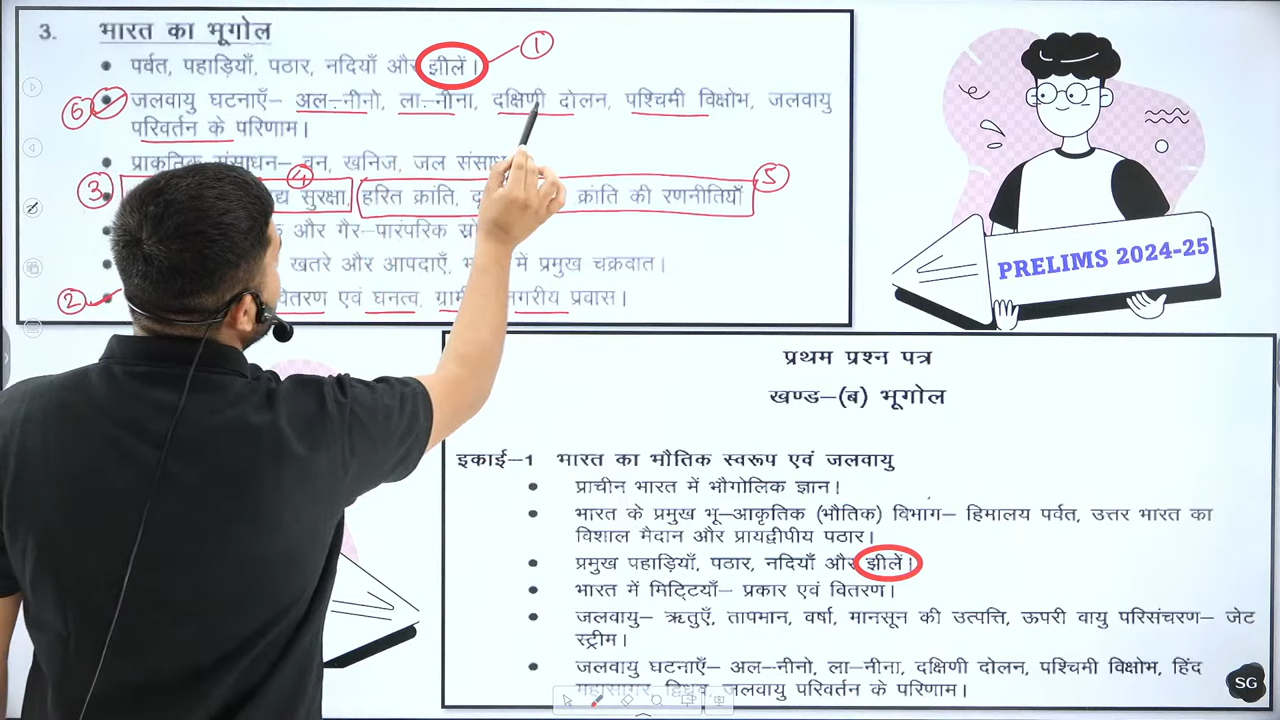 3. भारत का भूगोल
• पर्वत, पहाड़ियाँ, पठार, नदियाँ और झीलें।
1
6 • जलवायु घटनाएँ– अल–नीनो, ला–नीना, दक्षिणी दोलन, पश्चिमी विक्षोभ, जलवायु
परिवर्तन के परिणाम।
• प्राकृतिक संसाधन– वन, खनिज, जल
3 सुरक्षा, हरित क्रांति, क्रांति की रणनीतियाँ
4
5
और गैर–पारंपरिक
खतरे और आपदाएँ, में प्रमुख चक्रवात।
2 एवं घनत्व, नगरीय प्रवास।
PRELIMS 2024-25
प्रथम प्रश्न पत्र
खण्ड–(ब) भूगोल
इकाई–1 भारत का भौतिक स्वरूप एवं जलवायु
• प्राचीन भारत में भौगोलिक ज्ञान।
• भारत के प्रमुख भू–आकृतिक (भौतिक) विभाग– हिमालय पर्वत, उत्तर भारत का
विशाल मैदान और प्रायद्वीपीय पठार।
• प्रमुख पहाड़ियाँ, पठार, नदियाँ और झीलें।
• भारत में मिट्टियाँ– प्रकार एवं वितरण।
• जलवायु– ऋतुएँ, तापमान, वर्षा, मानसून की उत्पत्ति, ऊपरी वायु परिसंचरण– जेट
स्ट्रीम।
• जलवायु घटनाएँ– अल–नीनो, ला–नीना, दक्षिणी दोलन, पश्चिमी विक्षोभ, हिंद
महासागर, द्विध्रुव, जलवायु परिवर्तन के परिणाम।
SG